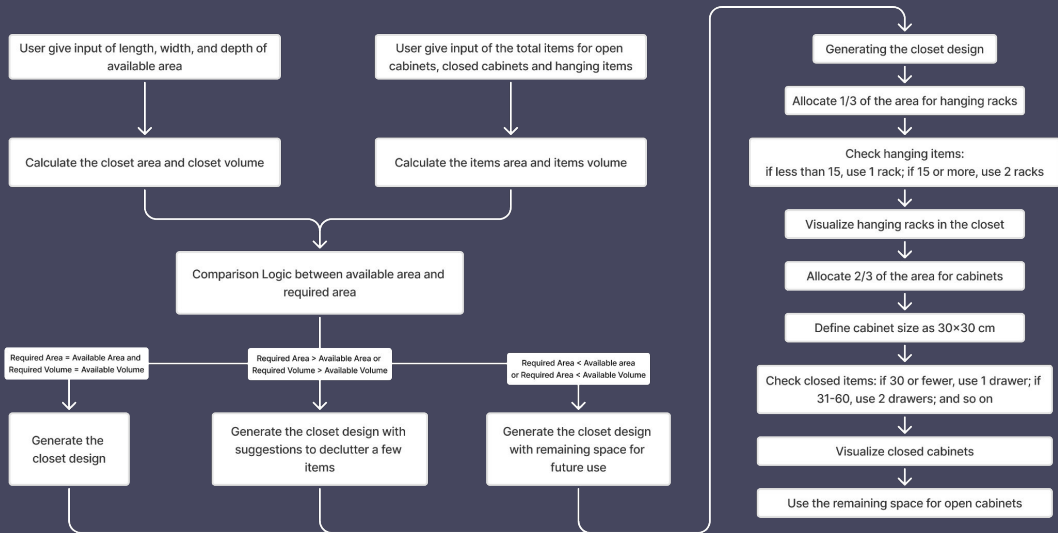 User give input of length, width, and depth of
available area
User give input of the total items for open
cabinets, closed cabinets and hanging items
Calculate the closet area and closet volume
Calculate the items area and items volume
Comparison Logic between available area and
required area
Required Area = Available Area and
Required Volume = Available Volume
Required Area > Available Area or
Required Volume > Available Volume
Required Area < Available area
or Required Area < Available Volume
Generate the
closet design
Generate the closet design with
suggestions to declutter a few
items
Generate the closet design
with remaining space for
future use
Generating the closet design
Allocate 1/3 of the area for hanging racks
Check hanging items:
if less than 15, use 1 rack; if 15 or more, use 2 racks
Visualize hanging racks in the closet
Allocate 2/3 of the area for cabinets
Define cabinet size as 30×30 cm
Check closed items: if 30 or fewer, use 1 drawer; if
31-60, use 2 drawers; and so on
Visualize closed cabinets
Use the remaining space for open cabinets